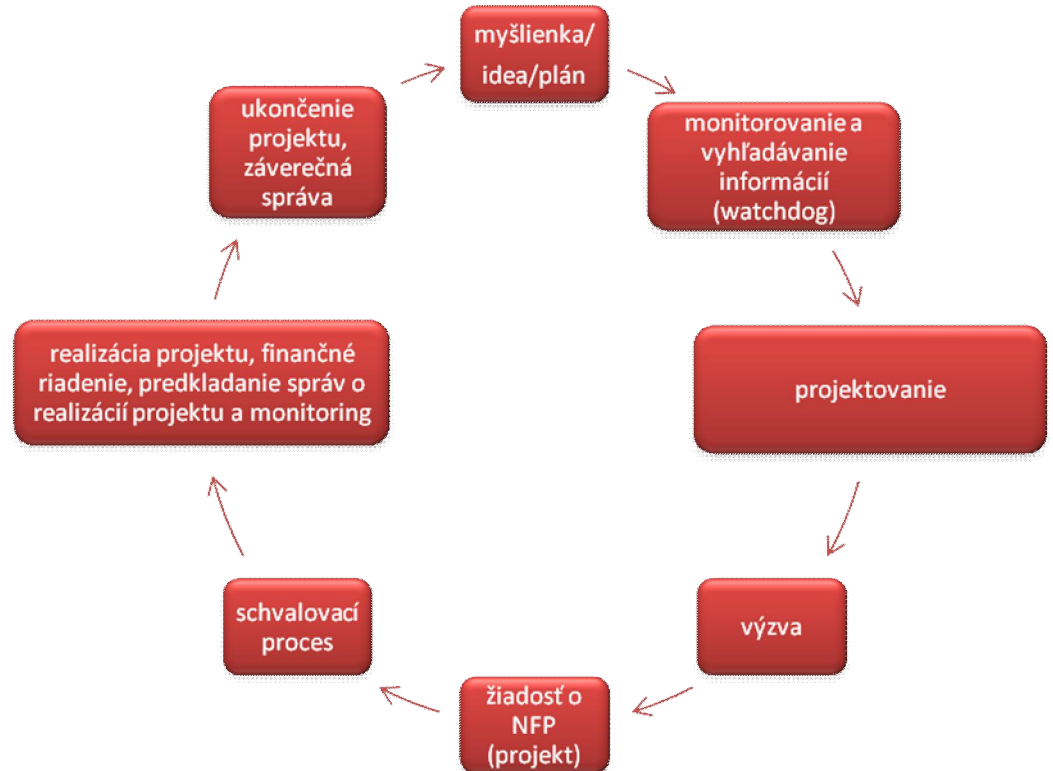 myšlienka/
idea/plán
monitorovanie a
vyhľadávanie
informácií
(watchdog)
projektovanie
výzva
žiadosť o
NFP
(projekt)
schvalovací
proces
realizácia projektu, finančné
riadenie, predkladanie správ o
realizácií projektu a monitoring
ukončenie
projektu,
záverečná
správa